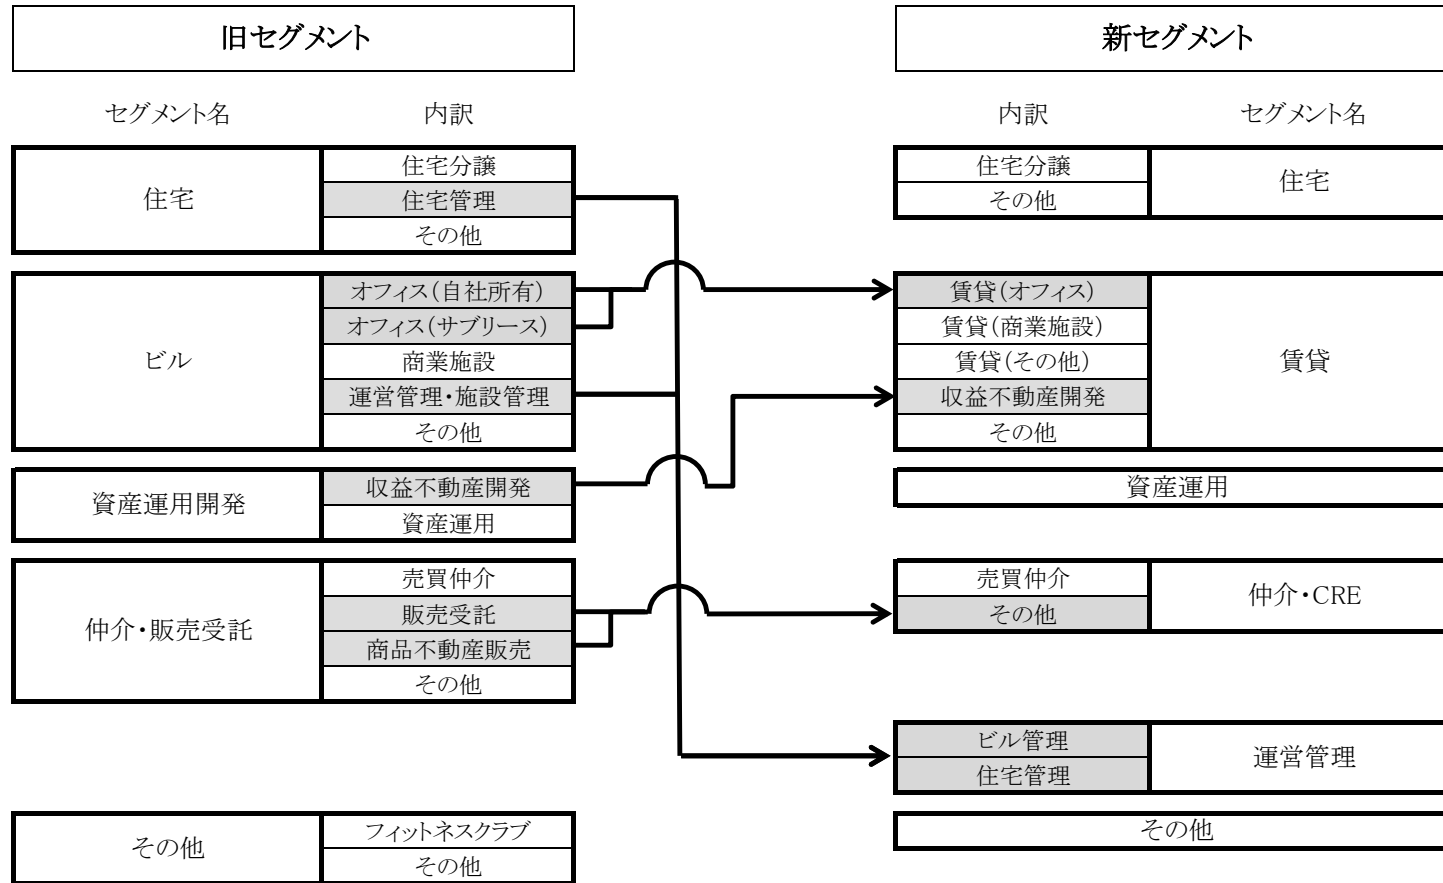 旧セグメント
新セグメント
セグメント名
内訳
内訳
セグメント名
住宅
住宅分譲
住宅管理
その他
住宅分譲
その他
住宅
ビル
オフィス(自社所有)
オフィス(サブリース)
商業施設
運営管理・施設管理
その他
賃貸(オフィス)
賃貸(商業施設)
賃貸(その他)
収益不動産開発
その他
賃貸
資産運用開発
収益不動産開発
資産運用
資産運用
仲介・販売受託
売買仲介
販売受託
商品不動産販売
その他
売買仲介
その他
仲介・CRE
ビル管理
住宅管理
運営管理
その他
フィットネスクラブ
その他
その他